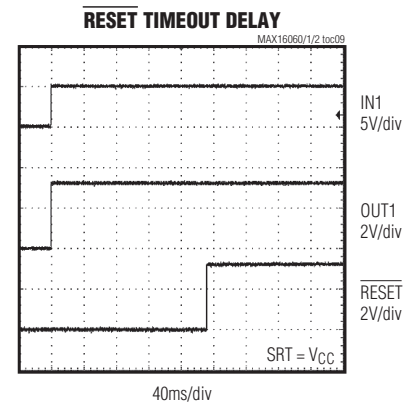 RESET TIMEOUT DELAY
MAX16060/1/2 toc09
IN1
5V/div
OUT1
2V/div
RESET
2V/div
SRT = VCC
40ms/div